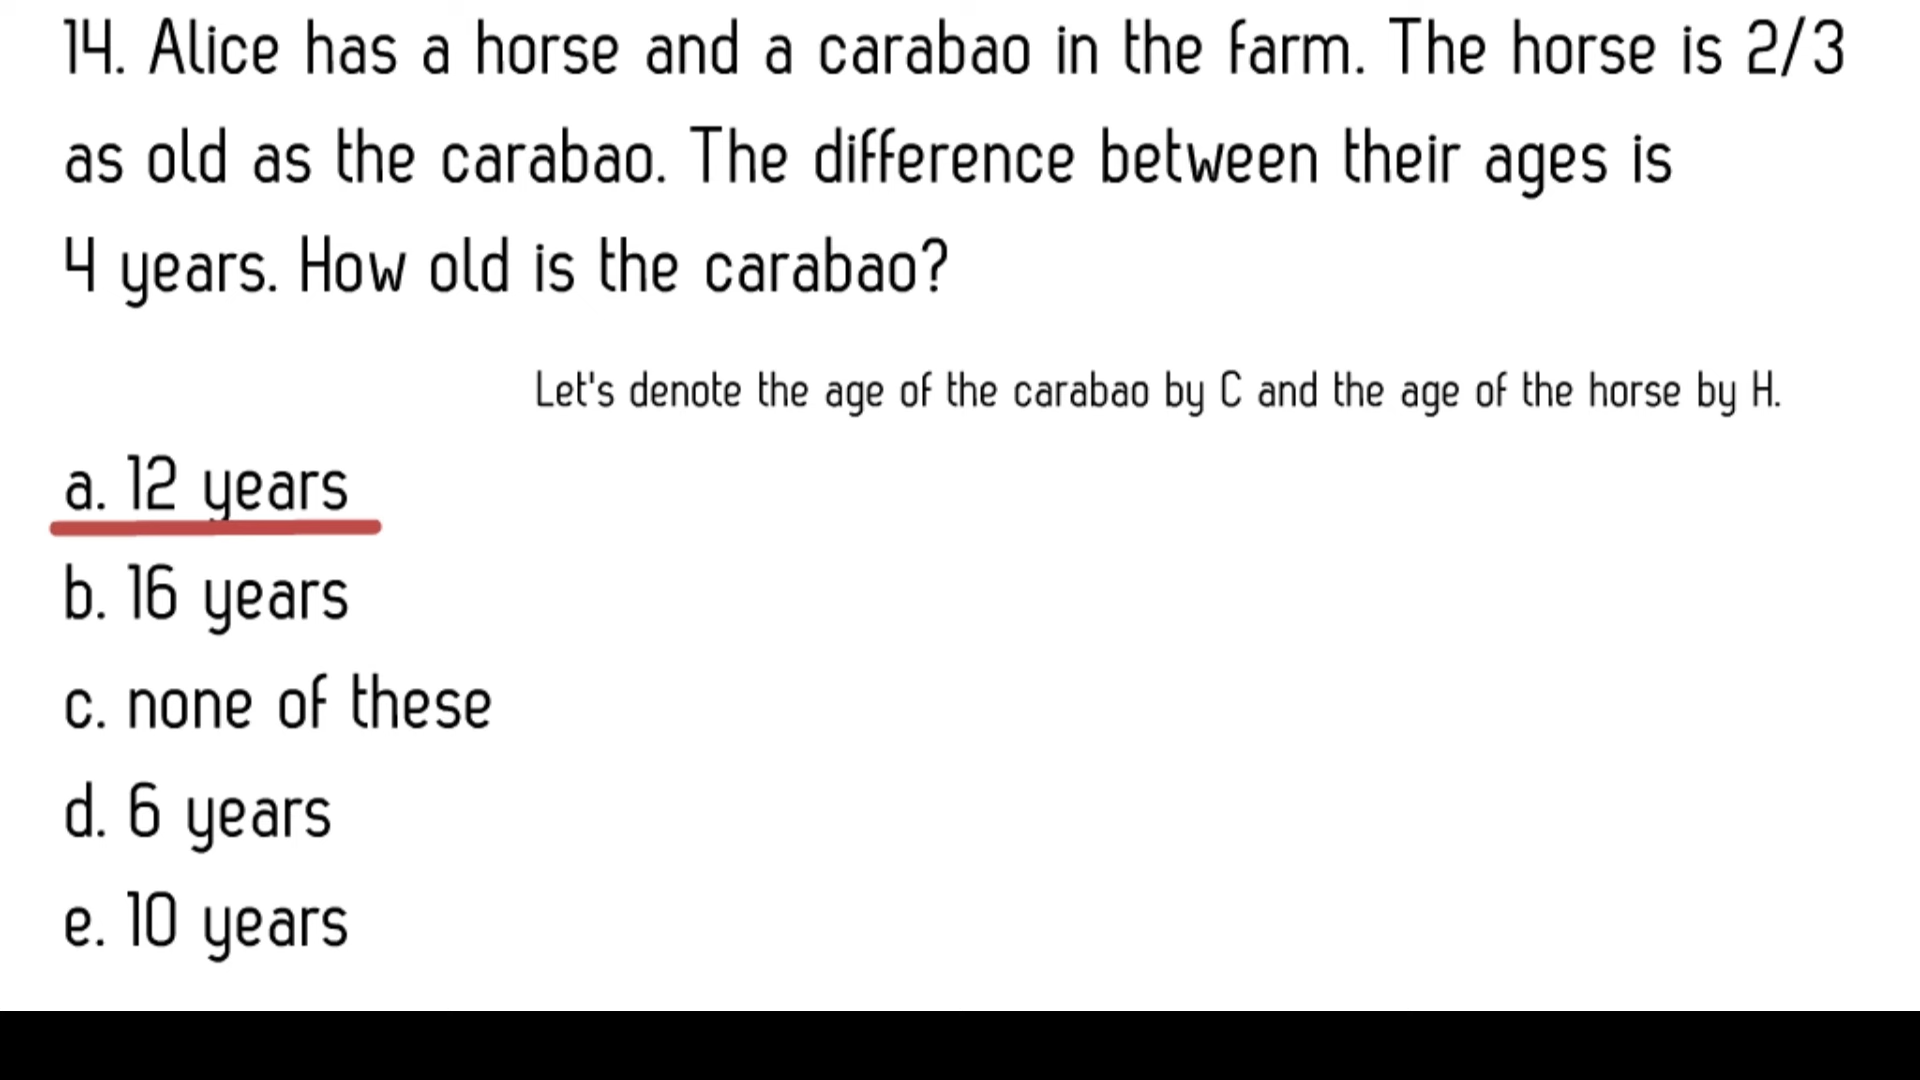 14. Alice has a horse and a carabao in the farm. The horse is 2/3
as old as the carabao. The difference between their ages is
4 years. How old is the carabao?
Let's denote the age of the carabao by C and the age of the horse by H.
a. 12 years
b. 16 years
c. none of these
d. 6 years
e. 10 years